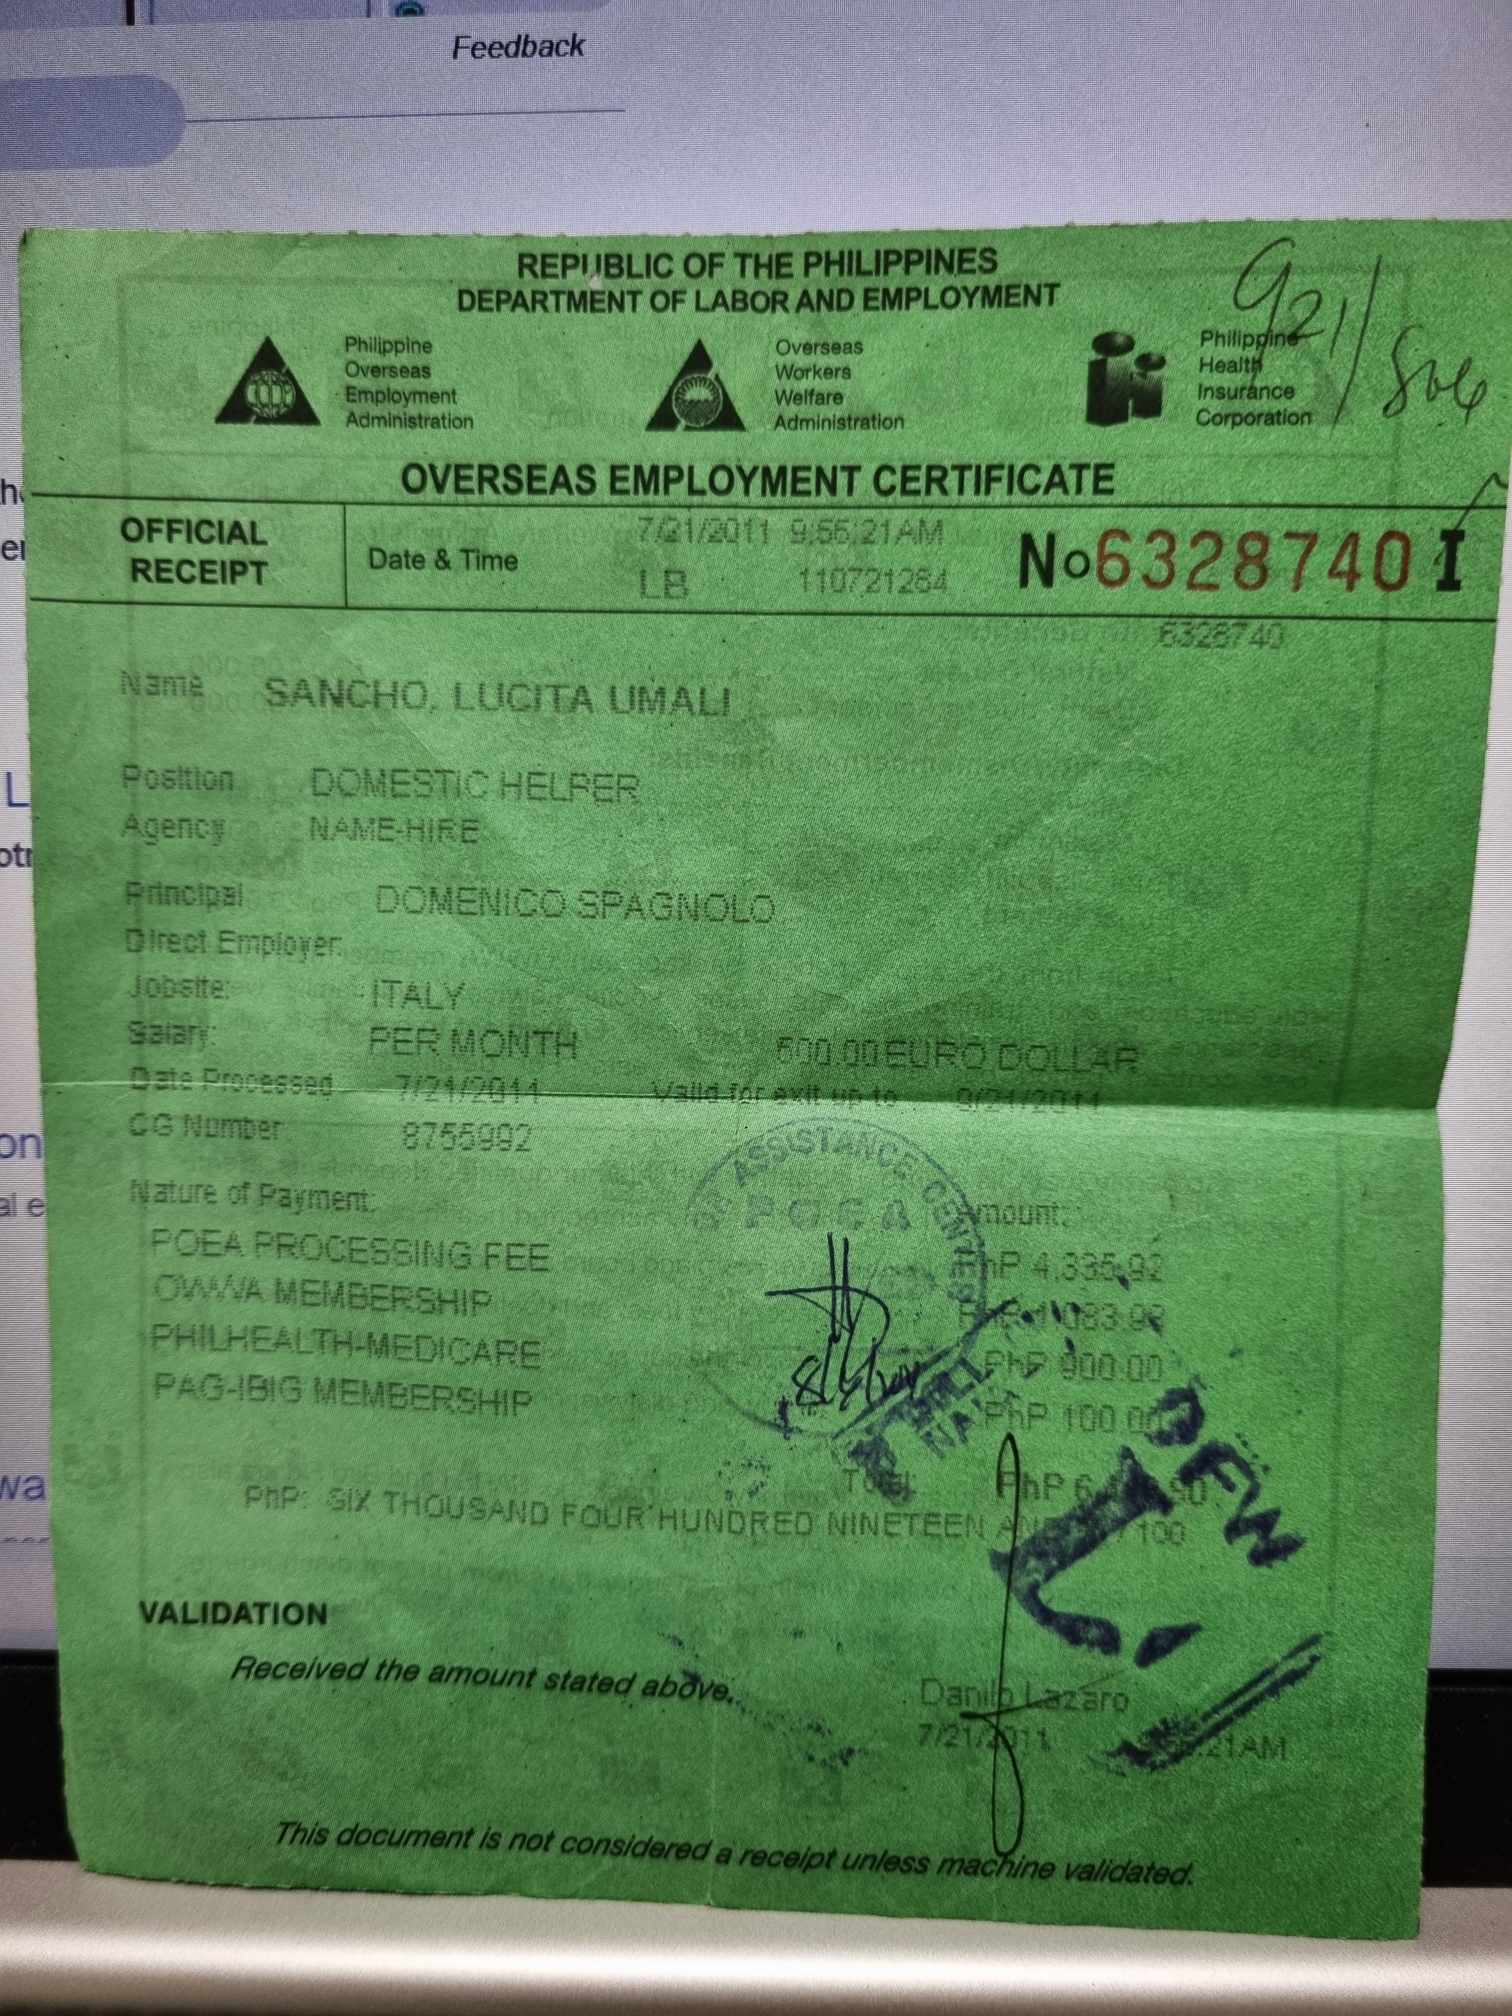 Feedback
REPUBLIC OF THE PHILIPPINES
DEPARTMENT OF LABOR AND EMPLOYMENT
Philippine
Overseas
Employment
Administration
Overseas
Workers
Welfare
Administration
Philippine
Health
Insurance
Corporation
OVERSEAS EMPLOYMENT CERTIFICATE
OFFICIAL
RECEIPT
Date & Time
7/21/2011 9:55:21AM
LB 110721264
No 6328740 I
6328740
Name SANCHO, LUCITA UMALI
Position DOMESTIC HELPER
Agency NAME-HIRE
Principal DOMENICO SPAGNOLO
Direct Employer:
Jobsite: ITALY
Salary: PER MONTH EURO DOLLAR
Date Processed 7/21/2011 Valid for exit up to 9/21/2011
CG Number 8755992
Nature of Payment: Amount:
POEA PROCESSING FEE PhP 4,335.92
OWWA MEMBERSHIP
PHILHEALTH-MEDICARE PhP 900.00
PAG-IBIG MEMBERSHIP PhP 100.00
ASSISTANCE CENTER
POEA
OFW
Total: PhP
PhP: SIX THOUSAND FOUR HUNDRED NINETEEN
VALIDATION
Received the amount stated above.
Danilo Lazaro
7/21/2011
This document is not considered a receipt unless machine validated.